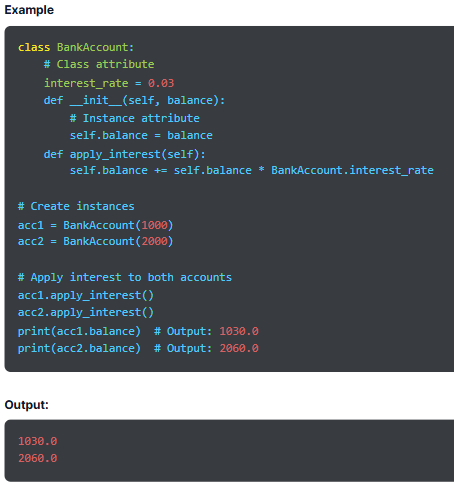 Example
class BankAccount:
    # Class attribute
    interest_rate = 0.03
    def __init__(self, balance):
        # Instance attribute
        self.balance = balance
    def apply_interest(self):
        self.balance += self.balance * BankAccount.interest_rate
# Create instances
acc1 = BankAccount(1000)
acc2 = BankAccount(2000)
# Apply interest to both accounts
acc1.apply_interest()
acc2.apply_interest()
print(acc1.balance)  # Output: 1030.0
print(acc2.balance)  # Output: 2060.0
Output:
1030.0
2060.0